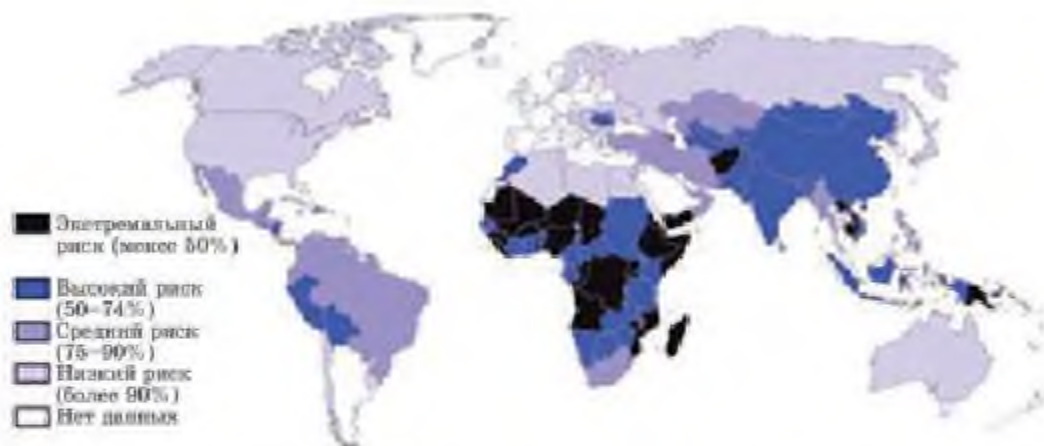 Экстремальный
риск (менее 50%)
Высокий риск
(50–74%)
Средний риск
(75–90%)
Низкий риск
(более 90%)
Нет данных